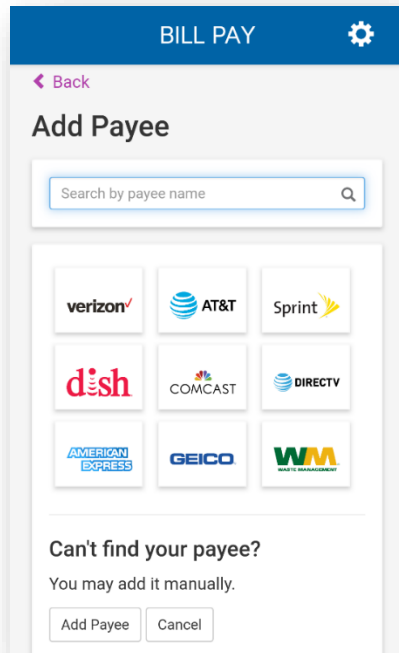 BILL PAY
Back
Add Payee
Search by payee name
verizon AT&T Sprint
dish COMCAST DIRECTV
AMERICAN EXPRESS GEICO WM WASTE MANAGEMENT
Can't find your payee?
You may add it manually.
Add Payee Cancel